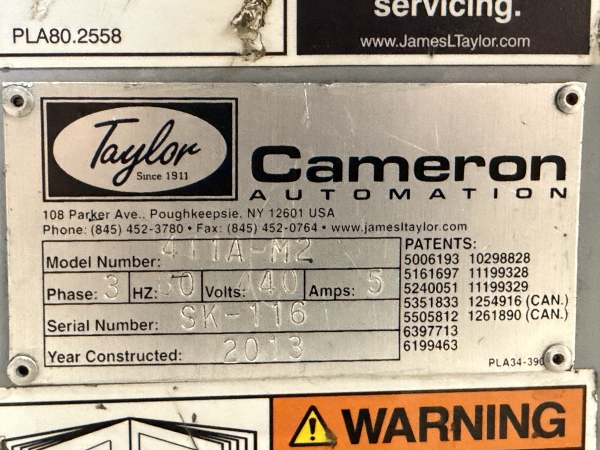 servicing.
PLA80.2558
www.JamesLTaylor.com
Taylor
Since 1911
Cameron
AUTOMATION
108 Parker Ave., Poughkeepsie, NY 12601 USA
Phone: (845) 452-3780 • Fax: (845) 452-0764 • www.jamesltaylor.com
Model Number: 411A-M2
Phase: 3 HZ: Volts: Amps: 5
Serial Number: SK-116
Year Constructed: 2013
PATENTS:
5006193 10298828
5161697 11199328
5240051 11199329
5351833 1254916 (CAN.)
5505812 1261890 (CAN.)
6397713
6199463
WARNING